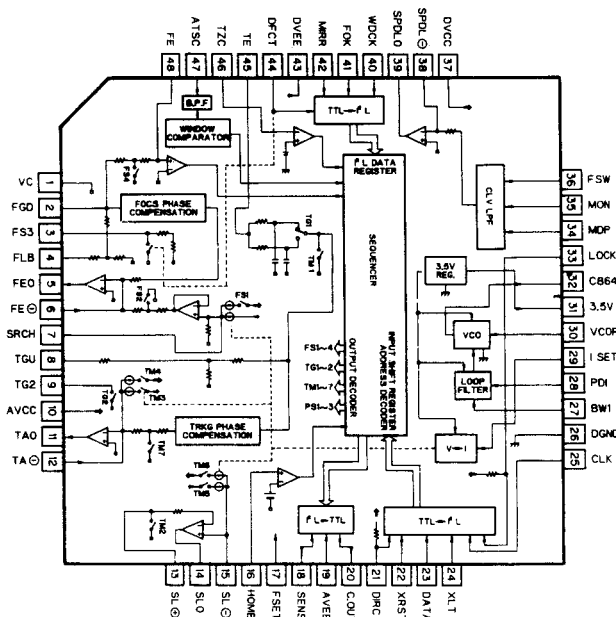 FE
ATSC
TZC
TE
DFCT
DVEE
MIRR
FOK
WDCK
SPDLO
SPDL⊖
DVCC
48
47
46
45
44
43
42
41
40
39
38
37
B.P.F
WINDOW
COMPARATOR
TTL→I²L
FS4
I²L DATA
REGISTER
SEQUENCER
INPUT SHIFT REGISTER
ADDRESS DECODER
OUTPUT DECODER
FS1~4
TG1~2
TM1~7
PS1~3
CLV LPF
VC 1
FGD 2
FS3 3
FLB 4
FEO 5
FE⊖ 6
SRCH 7
TGU 8
TG2 9
AVCC 10
TAO 11
TA⊖ 12
FOCS PHASE
COMPENSATION
TG1
TM1
FS2
FS1
TM4
TM3
TG2
TRKG PHASE
COMPENSATION
TM7
TM6
TM5
TM2
I²L→TTL
TTL→I²L
3.5V
REG.
VCO
LOOP
FILTER
V→I
36 FSW
35 MON
34 MDP
33 LOCK
32 C864
31 3.5V
30 VCOF
29 I SET
28 PDI
27 BW1
26 DGND
25 CLK
13
14
15
16
17
18
19
20
21
22
23
24
SL⊕
SLO
SL⊖
HOME
FSET
SENS
AVEE
C.OUT
DIRC
XRST
DATA
XLT